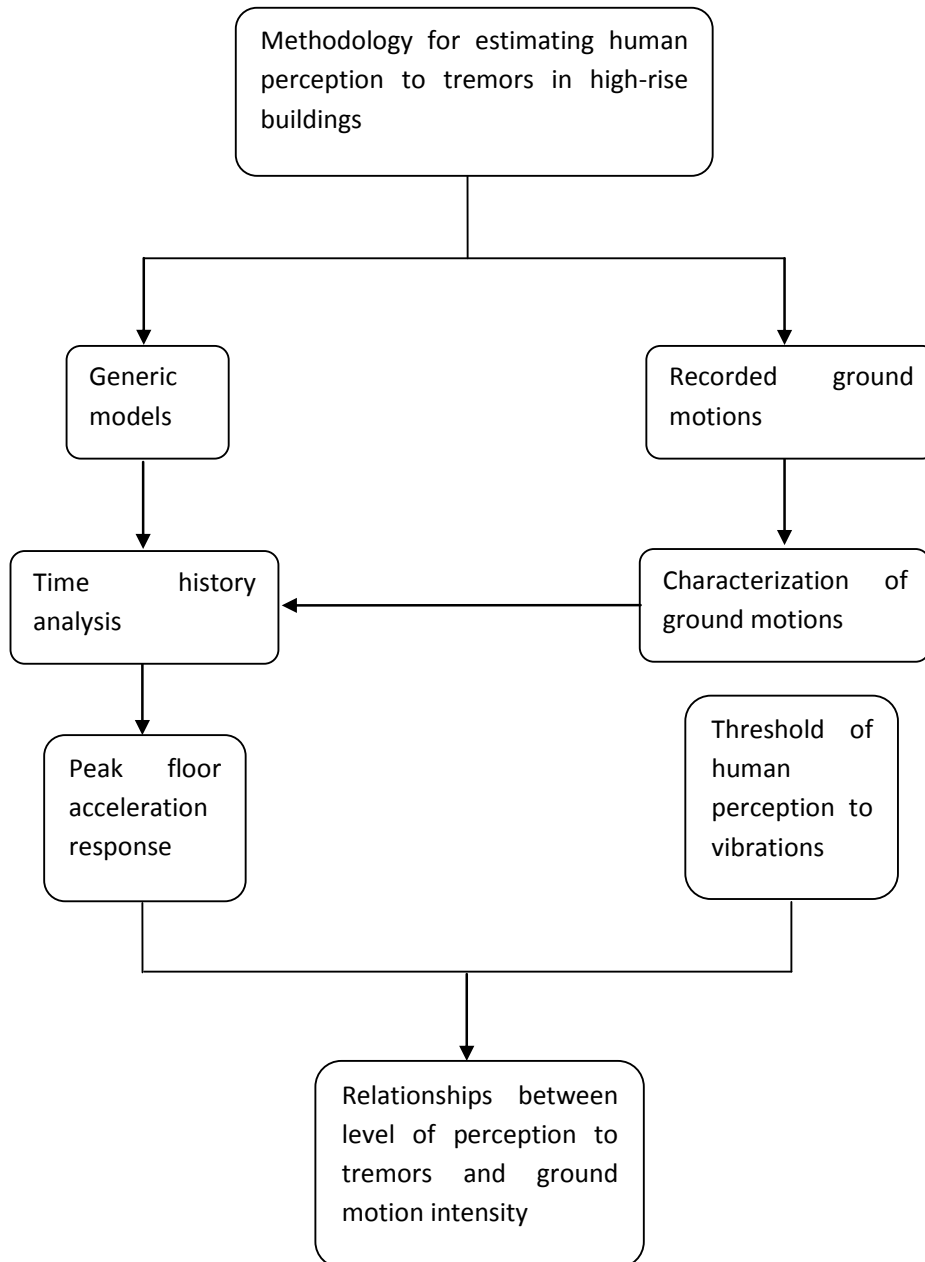 Methodology for estimating human
perception to tremors in high-rise
buildings
Generic
models
Recorded ground
motions
Time history
analysis
Characterization of
ground motions
Peak floor
acceleration
response
Threshold of
human
perception to
vibrations
Relationships between
level of perception to
tremors and ground
motion intensity